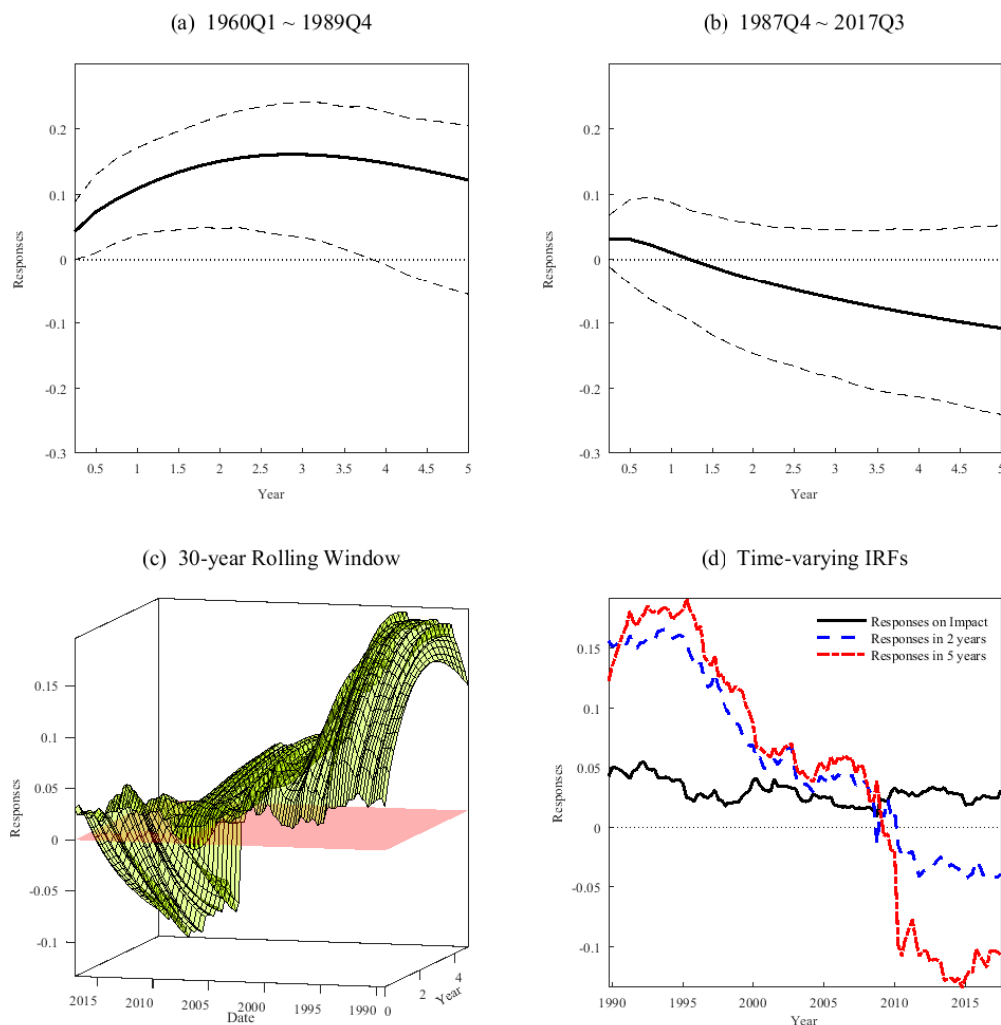 (a) 1960Q1 ~ 1989Q4
(b) 1987Q4 ~ 2017Q3
0.2
0.1
0
-0.1
-0.2
-0.3
Responses
0.5 1 1.5 2 2.5 3 3.5 4 4.5 5
Year
0.2
0.1
0
-0.1
-0.2
-0.3
Responses
0.5 1 1.5 2 2.5 3 3.5 4 4.5 5
Year
(c) 30-year Rolling Window
(d) Time-varying IRFs
0.15
0.1
0.05
0
-0.05
-0.1
Responses
2015 2010 2005 2000 1995 1990
Date
0 2 4
Year
Responses on Impact
Responses in 2 years
Responses in 5 years
0.15
0.1
0.05
0
-0.05
-0.1
Responses
1990 1995 2000 2005 2010 2015
Year